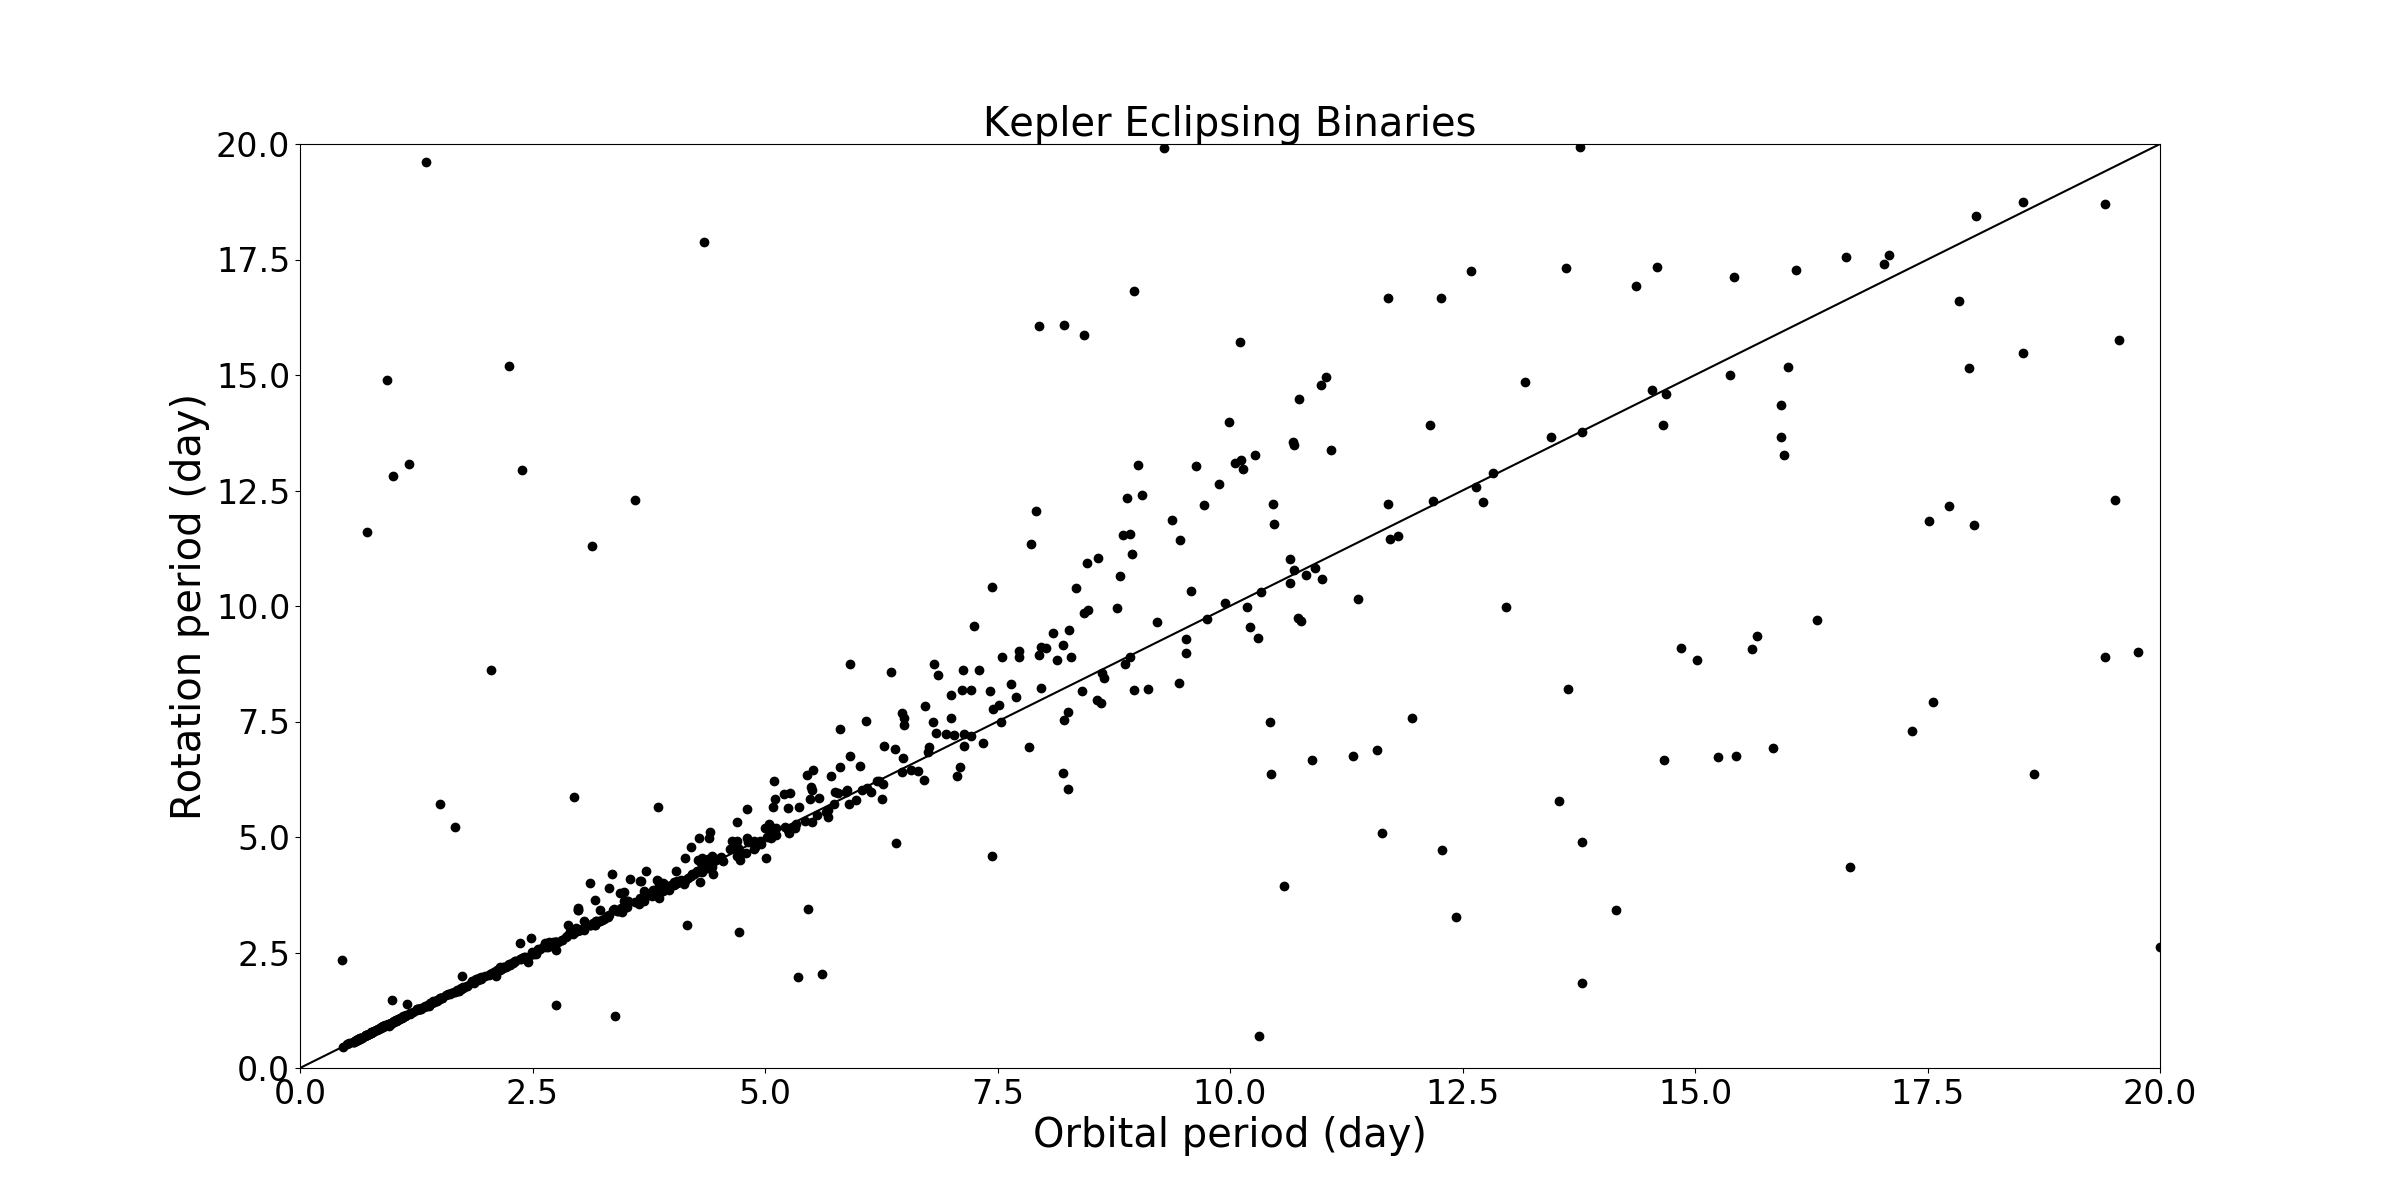 Kepler Eclipsing Binaries
20.0
17.5
15.0
12.5
10.0
7.5
5.0
2.5
0.0
Rotation period (day)
0.0 2.5 5.0 7.5 10.0 12.5 15.0 17.5 20.0
Orbital period (day)